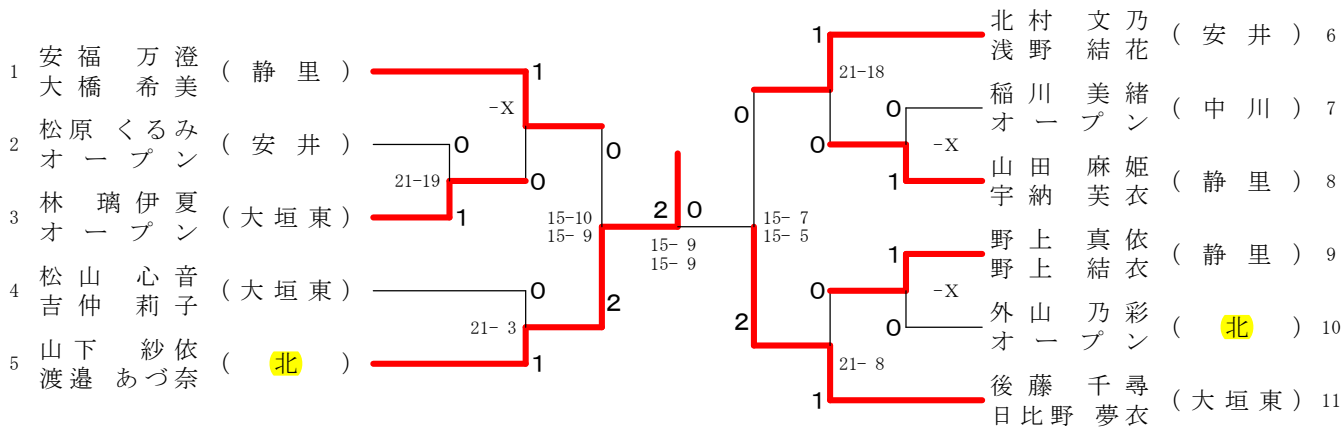 1 安福 万澄 大橋 希美 (静里)
2 松原 くるみ オープン (安井)
3 林 璃伊夏 オープン (大垣東)
4 松山 心音 吉仲 莉子 (大垣東)
5 山下 紗依 渡邉 あづ奈 (北)
1
-X
0
21-19
1
0
0
21- 3
1
0
15-10
15- 9
2
2 0
15- 9
15- 9
0
15- 7
15- 5
2
1
21-18
0
0
-X
1
1
-X
0
0
21- 8
1
北村 文乃 浅野 結花 (安井) 6
稲川 美緒 オープン (中川) 7
山田 麻姫 宇納 芙衣 (静里) 8
野上 真依 野上 結衣 (静里) 9
外山 乃彩 オープン (北) 10
後藤 千尋 日比野 夢衣 (大垣東) 11